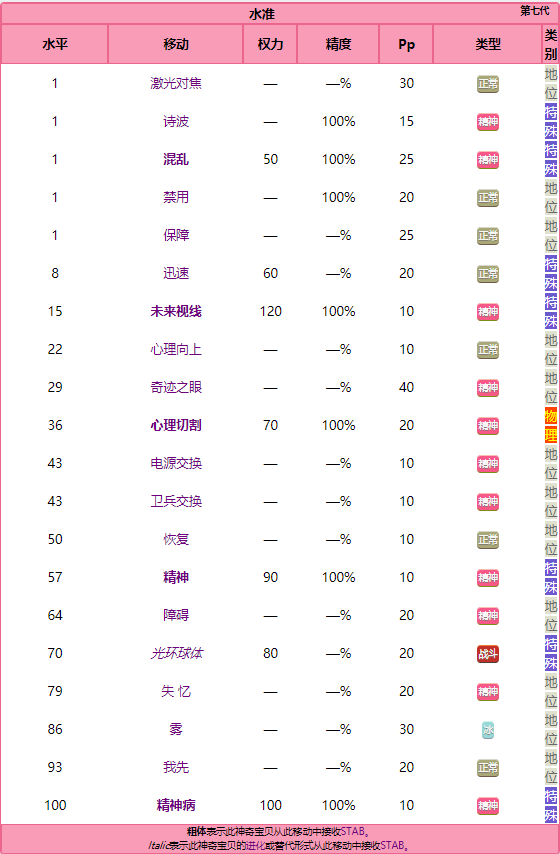 水准 第七代
水平 移动 权力 精度 Pp 类型 类别
1 激光对焦 — —% 30 正常 地位
1 诗波 — 100% 15 精神 特殊
1 混乱 50 100% 25 精神 特殊
1 禁用 — 100% 20 正常 地位
1 保障 — —% 25 正常 地位
8 迅速 60 —% 20 正常 特殊
15 未来视线 120 100% 10 精神 特殊
22 心理向上 — —% 10 正常 地位
29 奇迹之眼 — —% 40 精神 地位
36 心理切割 70 100% 20 精神 物理
43 电源交换 — —% 10 精神 地位
43 卫兵交换 — —% 10 精神 地位
50 恢复 — —% 10 正常 地位
57 精神 90 100% 10 精神 特殊
64 障碍 — —% 20 精神 地位
70 光环球体 80 —% 20 战斗 特殊
79 失 忆 — —% 20 精神 地位
86 雾 — —% 30 冰 地位
93 我先 — —% 20 正常 地位
100 精神病 100 100% 10 精神 特殊
粗体表示此神奇宝贝从此移动中接收STAB。
Italic表示此神奇宝贝的进化或替代形式从此移动中接收STAB。